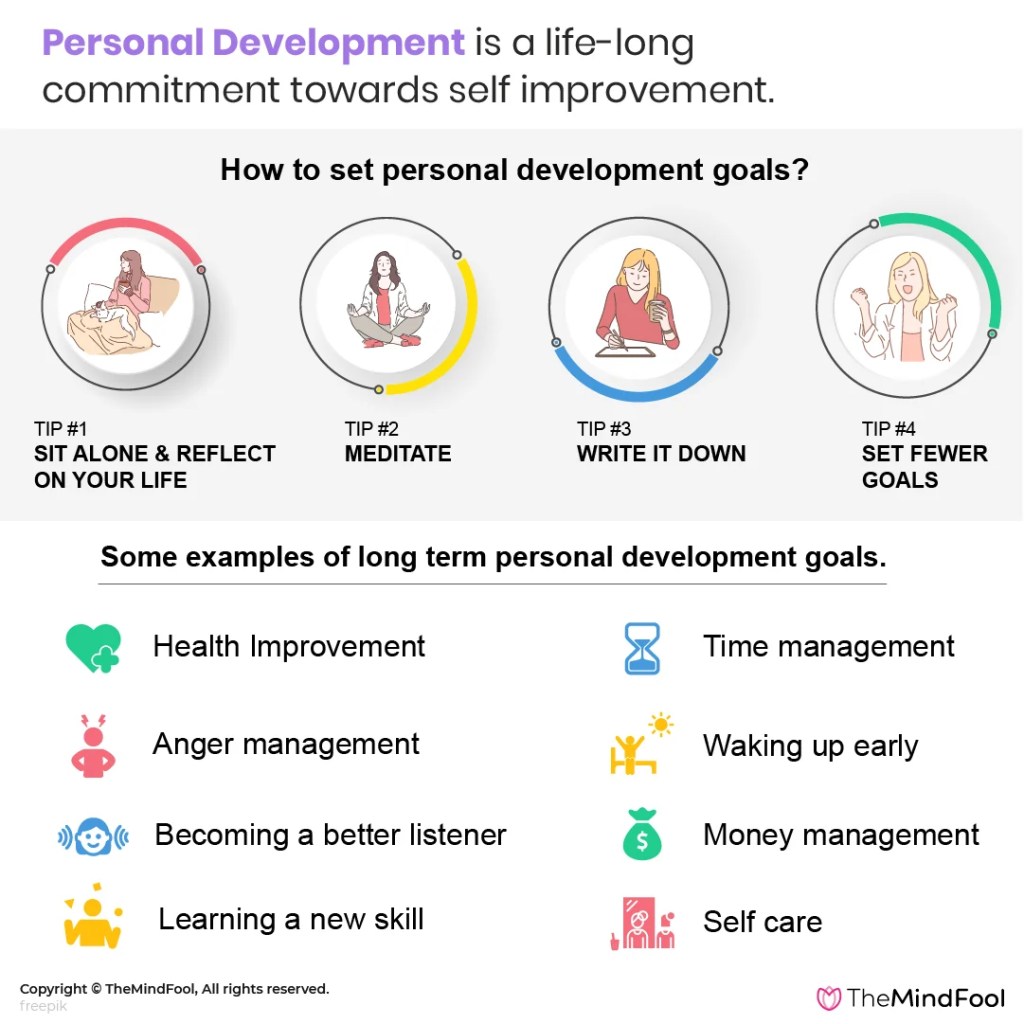 Personal Development is a life-long
commitment towards self improvement.
How to set personal development goals?
TIP #1
SIT ALONE & REFLECT
ON YOUR LIFE
TIP #2
MEDITATE
TIP #3
WRITE IT DOWN
TIP #4
SET FEWER
GOALS
Some examples of long term personal development goals.
Health Improvement
Time management
Anger management
Waking up early
Becoming a better listener
$
Money management
Learning a new skill
Self care
Copyright © TheMindFool, All rights reserved.
freepik
TheMindFool